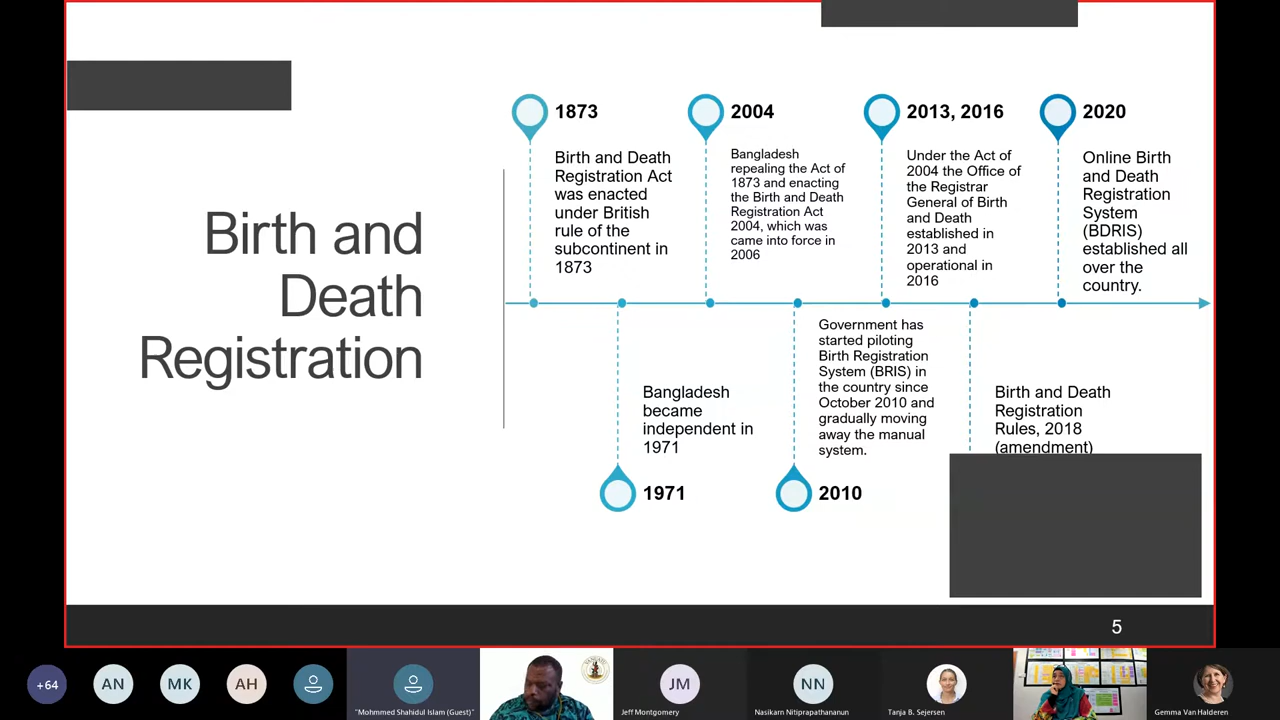 Birth and
Death
Registration
1873
Birth and Death
Registration Act
was enacted
under British
rule of the
subcontinent in
1873
2004
Bangladesh
repealing the Act of
1873 and enacting
the Birth and Death
Registration Act
2004, which was
came into force in
2006
2013, 2016
Under the Act of
2004 the Office of
the Registrar
General of Birth
and Death
established in
2013 and
operational in
2016
2020
Online Birth
and Death
Registration
System
(BDRIS)
established all
over the
country.
Bangladesh
became
independent in
1971
1971
Government has
started piloting
Birth Registration
System (BRIS) in
the country since
October 2010 and
gradually moving
away the manual
system.
2010
Birth and Death
Registration
Rules, 2018
(amendment)
5
+64
AN
MK
AH
"Mohmmed Shahidul Islam (Guest)"
JM
Jeff Montgomery
NN
Nasikarn Nitiprapathananun
Tanja B. Sejersen
Gemma Van Halderen